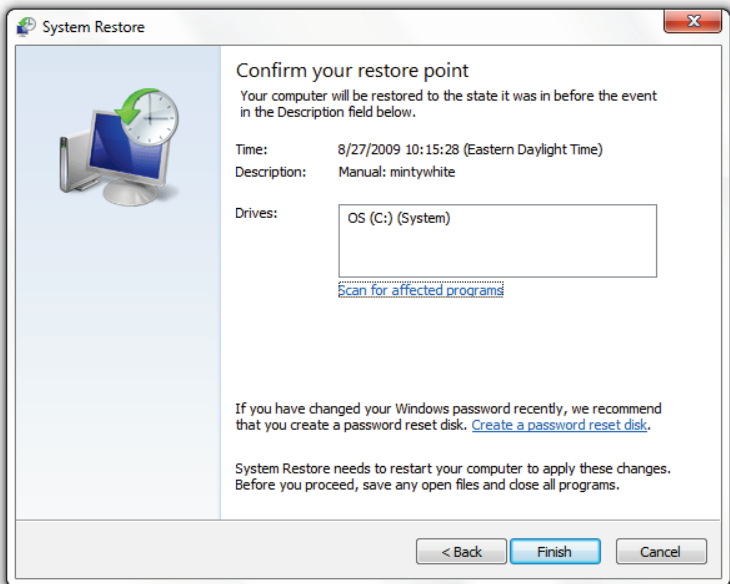 System Restore
Confirm your restore point
Your computer will be restored to the state it was in before the event
in the Description field below.
Time: 8/27/2009 10:15:28 (Eastern Daylight Time)
Description: Manual: mintywhite
Drives: OS (C:) (System)
Scan for affected programs
If you have changed your Windows password recently, we recommend
that you create a password reset disk. Create a password reset disk.
System Restore needs to restart your computer to apply these changes.
Before you proceed, save any open files and close all programs.
< Back Finish Cancel